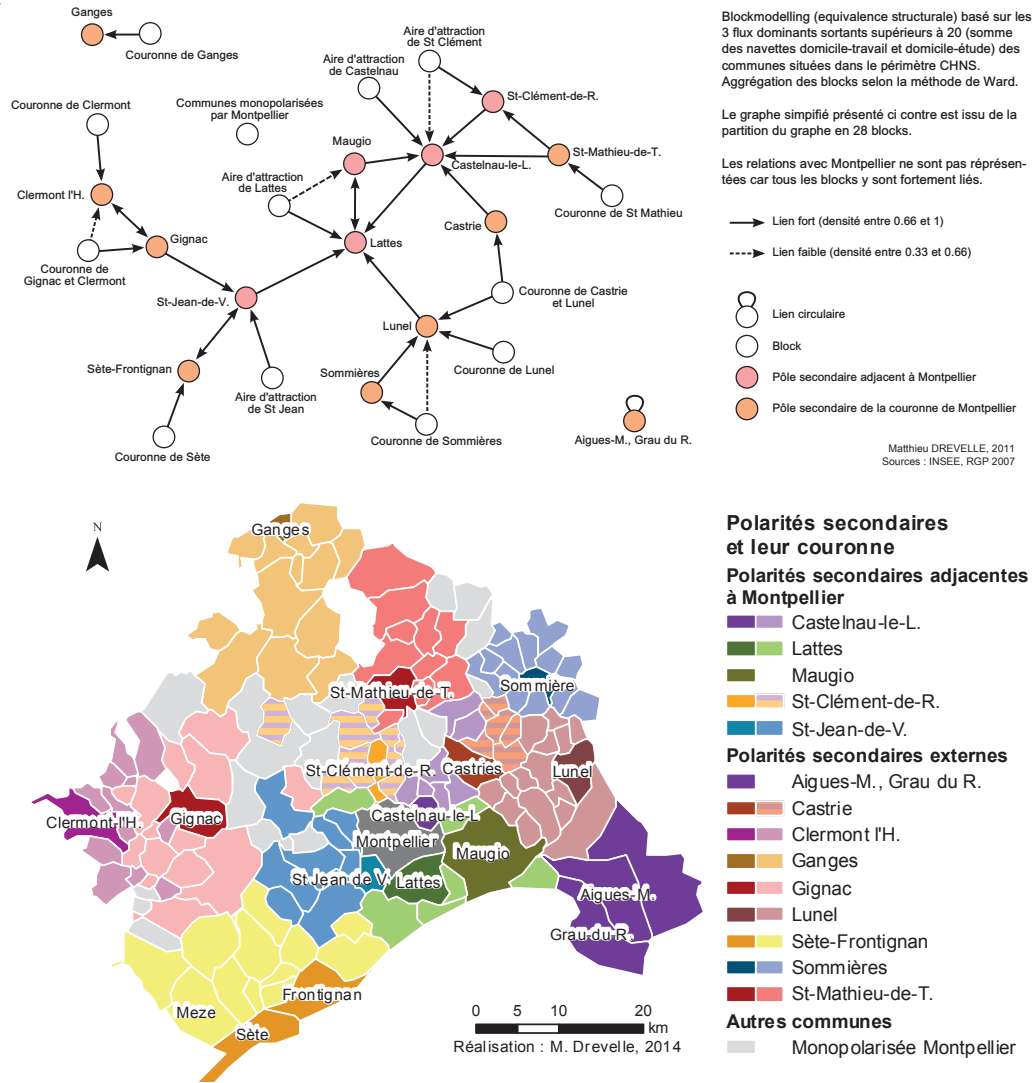 Ganges
Couronne de Ganges
Couronne de Clermont
Communes monopolarisées
par Montpellier
Aire d'attraction
de Castelnau
Aire d'attraction
de St Clément
St-Clément-de-R.
Maugio
Castelnau-le-L.
St-Mathieu-de-T.
Clermont l'H.
Aire d'attraction
de Lattes
Couronne de St Mathieu
Gignac
Castrie
Lattes
Couronne de
Gignac et Clermont
St-Jean-de-V.
Couronne de Castrie
et Lunel
Lunel
Sète-Frontignan
Sommières
Couronne de Lunel
Aire d'attraction
de St Jean
Couronne de Sète
Couronne de Sommières
Aigues-M., Grau du R.
Blockmodelling (equivalence structurale) basé sur les
3 flux dominants sortants supérieurs à 20 (somme
des navettes domicile-travail et domicile-étude) des
communes situées dans le périmètre CHNS.
Aggrégation des blocks selon la méthode de Ward.
Le graphe simplifié présenté ci contre est issu de la
partition du graphe en 28 blocks.
Les relations avec Montpellier ne sont pas réprésen-
tées car tous les blocks y sont fortement liés.
Lien fort (densité entre 0.66 et 1)
Lien faible (densité entre 0.33 et 0.66)
Lien circulaire
Block
Pôle secondaire adjacent à Montpellier
Pôle secondaire de la couronne de Montpellier
Matthieu DREVELLE, 2011
Sources : INSEE, RGP 2007
N
Ganges
St-Mathieu-de-T.
Sommière
St-Clément-de-R.
Castries
Lunel
Clermont-l'H.
Gignac
Castelnau-le-L
Montpellier
Maugio
St Jean de V.
Lattes
Aigues-M.
Grau-du-R.
Frontignan
Meze
Sète
0 10 20
km
Réalisation : M. Drevelle, 2014
Polarités secondaires
et leur couronne
Polarités secondaires adjacentes
à Montpellier
Castelnau-le-L.
Lattes
Maugio
St-Clément-de-R.
St-Jean-de-V.
Polarités secondaires externes
Aigues-M., Grau du R.
Castrie
Clermont l'H.
Ganges
Gignac
Lunel
Sète-Frontignan
Sommières
St-Mathieu-de-T.
Autres communes
Monopolarisée Montpellier